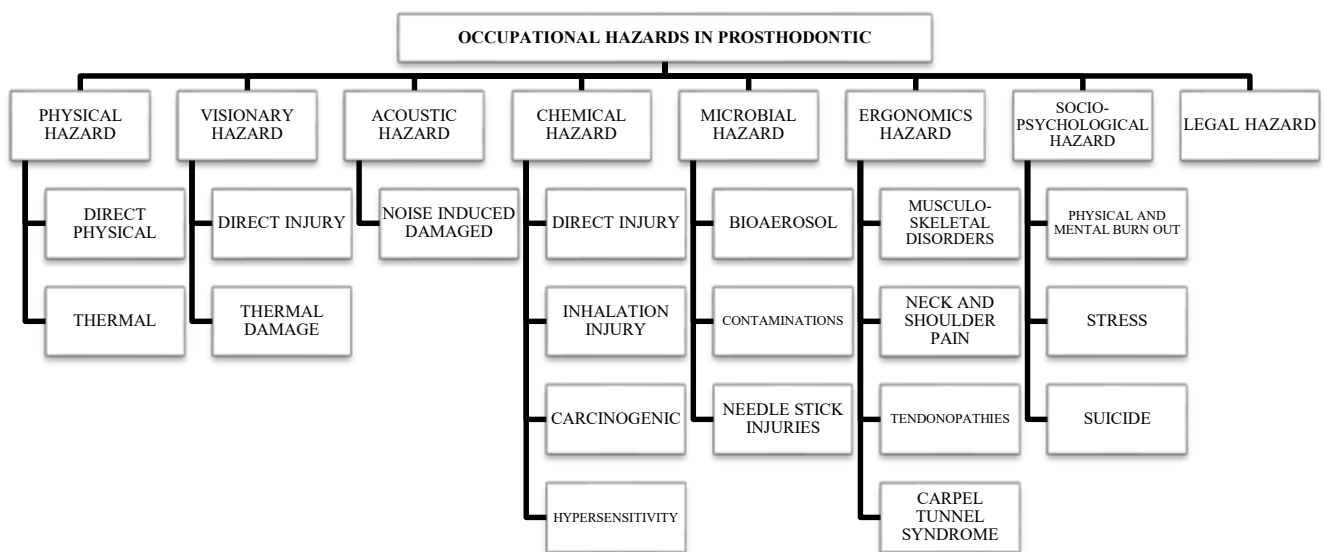 OCCUPATIONAL HAZARDS IN PROSTHODONTIC
PHYSICAL
HAZARD
DIRECT
PHYSICAL
THERMAL
VISIONARY
HAZARD
DIRECT INJURY
THERMAL
DAMAGE
ACOUSTIC
HAZARD
NOISE INDUCED
DAMAGED
CHEMICAL
HAZARD
DIRECT INJURY
INHALATION
INJURY
CARCINOGENIC
HYPERSENSITIVITY
MICROBIAL
HAZARD
BIOAEROSOL
CONTAMINATIONS
NEEDLE STICK
INJURIES
ERGONOMICS
HAZARD
MUSCULO-
SKELETAL
DISORDERS
NECK AND
SHOULDER
PAIN
TENDONOPATHIES
CARPEL
TUNNEL
SYNDROME
SOCIO-
PSYCHOLOGICAL
HAZARD
PHYSICAL AND
MENTAL BURN OUT
STRESS
SUICIDE
LEGAL HAZARD